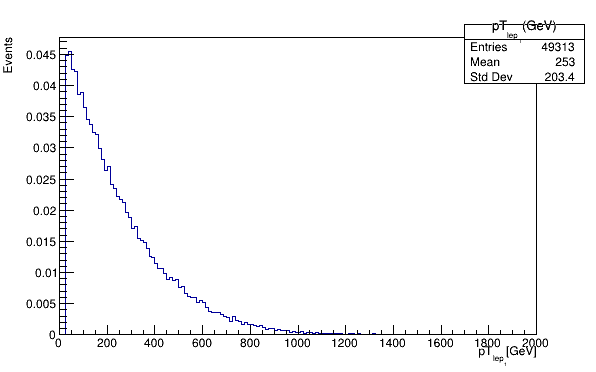 pT_lep_1 (GeV)
Entries 49313
Mean 253
Std Dev 203.4
Events
0.045
0.04
0.035
0.03
0.025
0.02
0.015
0.01
0.005
0
0 200 400 600 800 1000 1200 1400 1600 1800 2000
pT_lep_1[GeV]